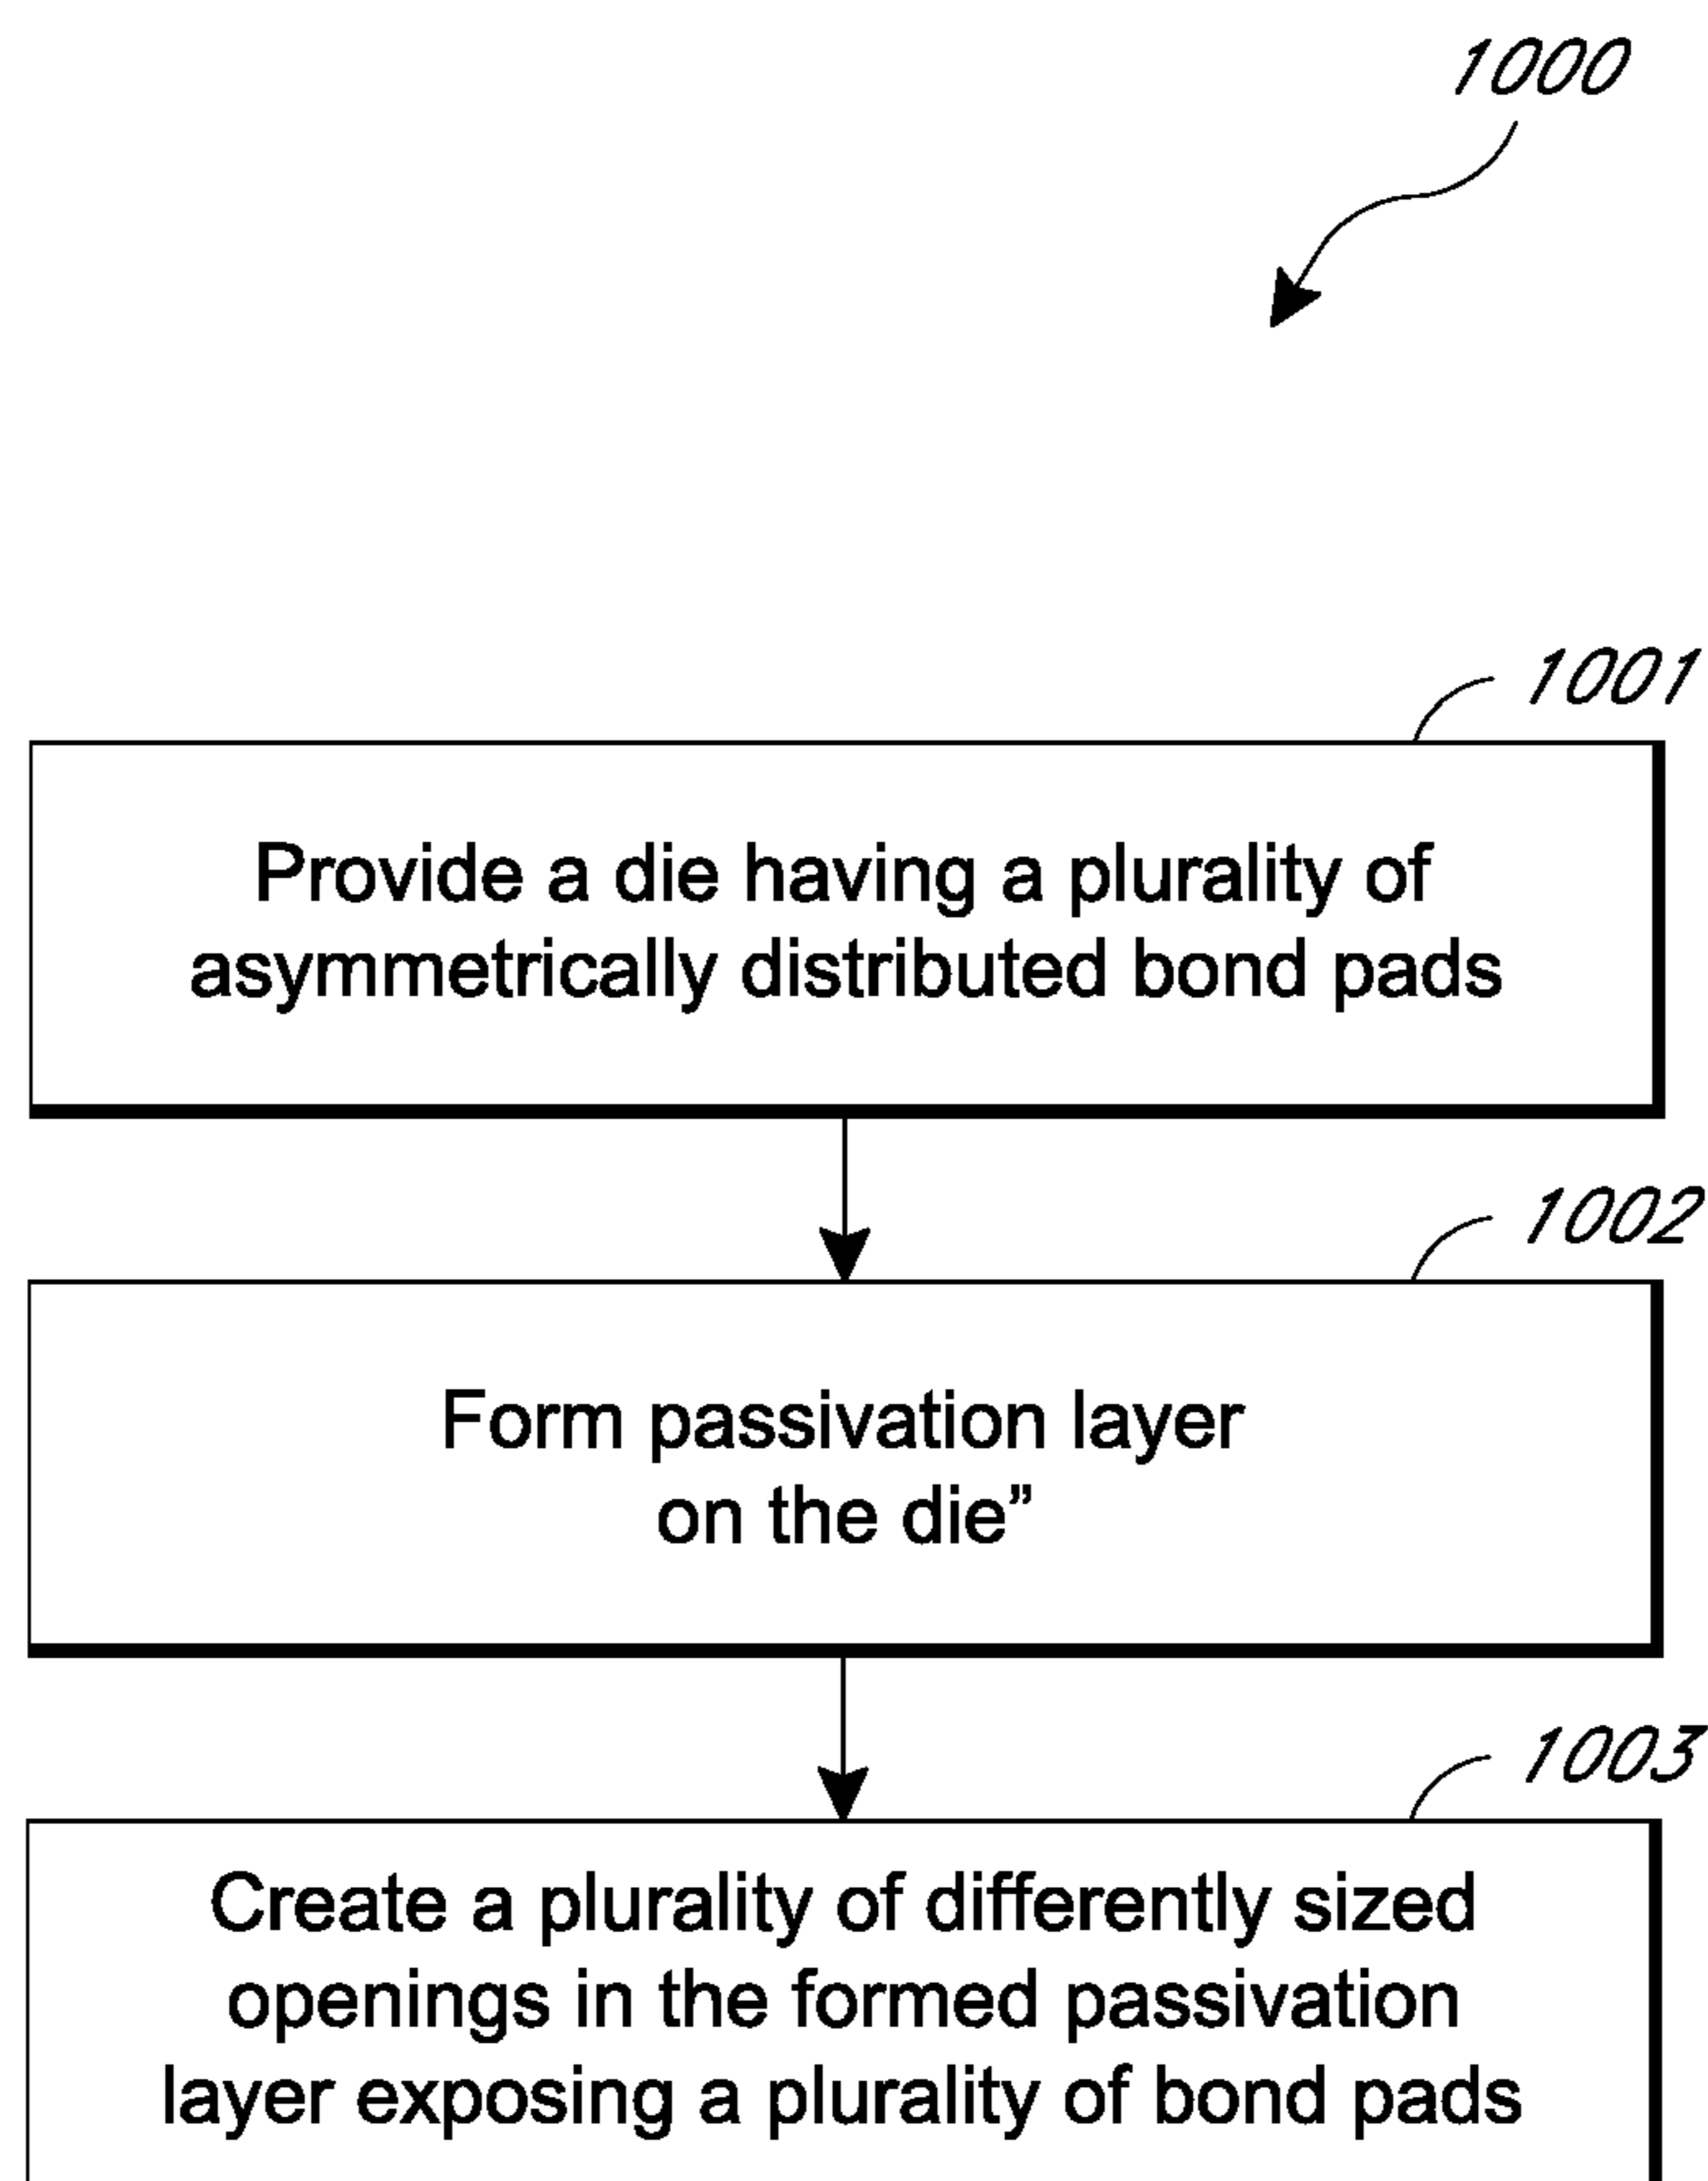 1000
1001
Provide a die having a plurality of
asymmetrically distributed bond pads
1002
Form passivation layer
on the die”
1003
Create a plurality of differently sized
openings in the formed passivation
layer exposing a plurality of bond pads